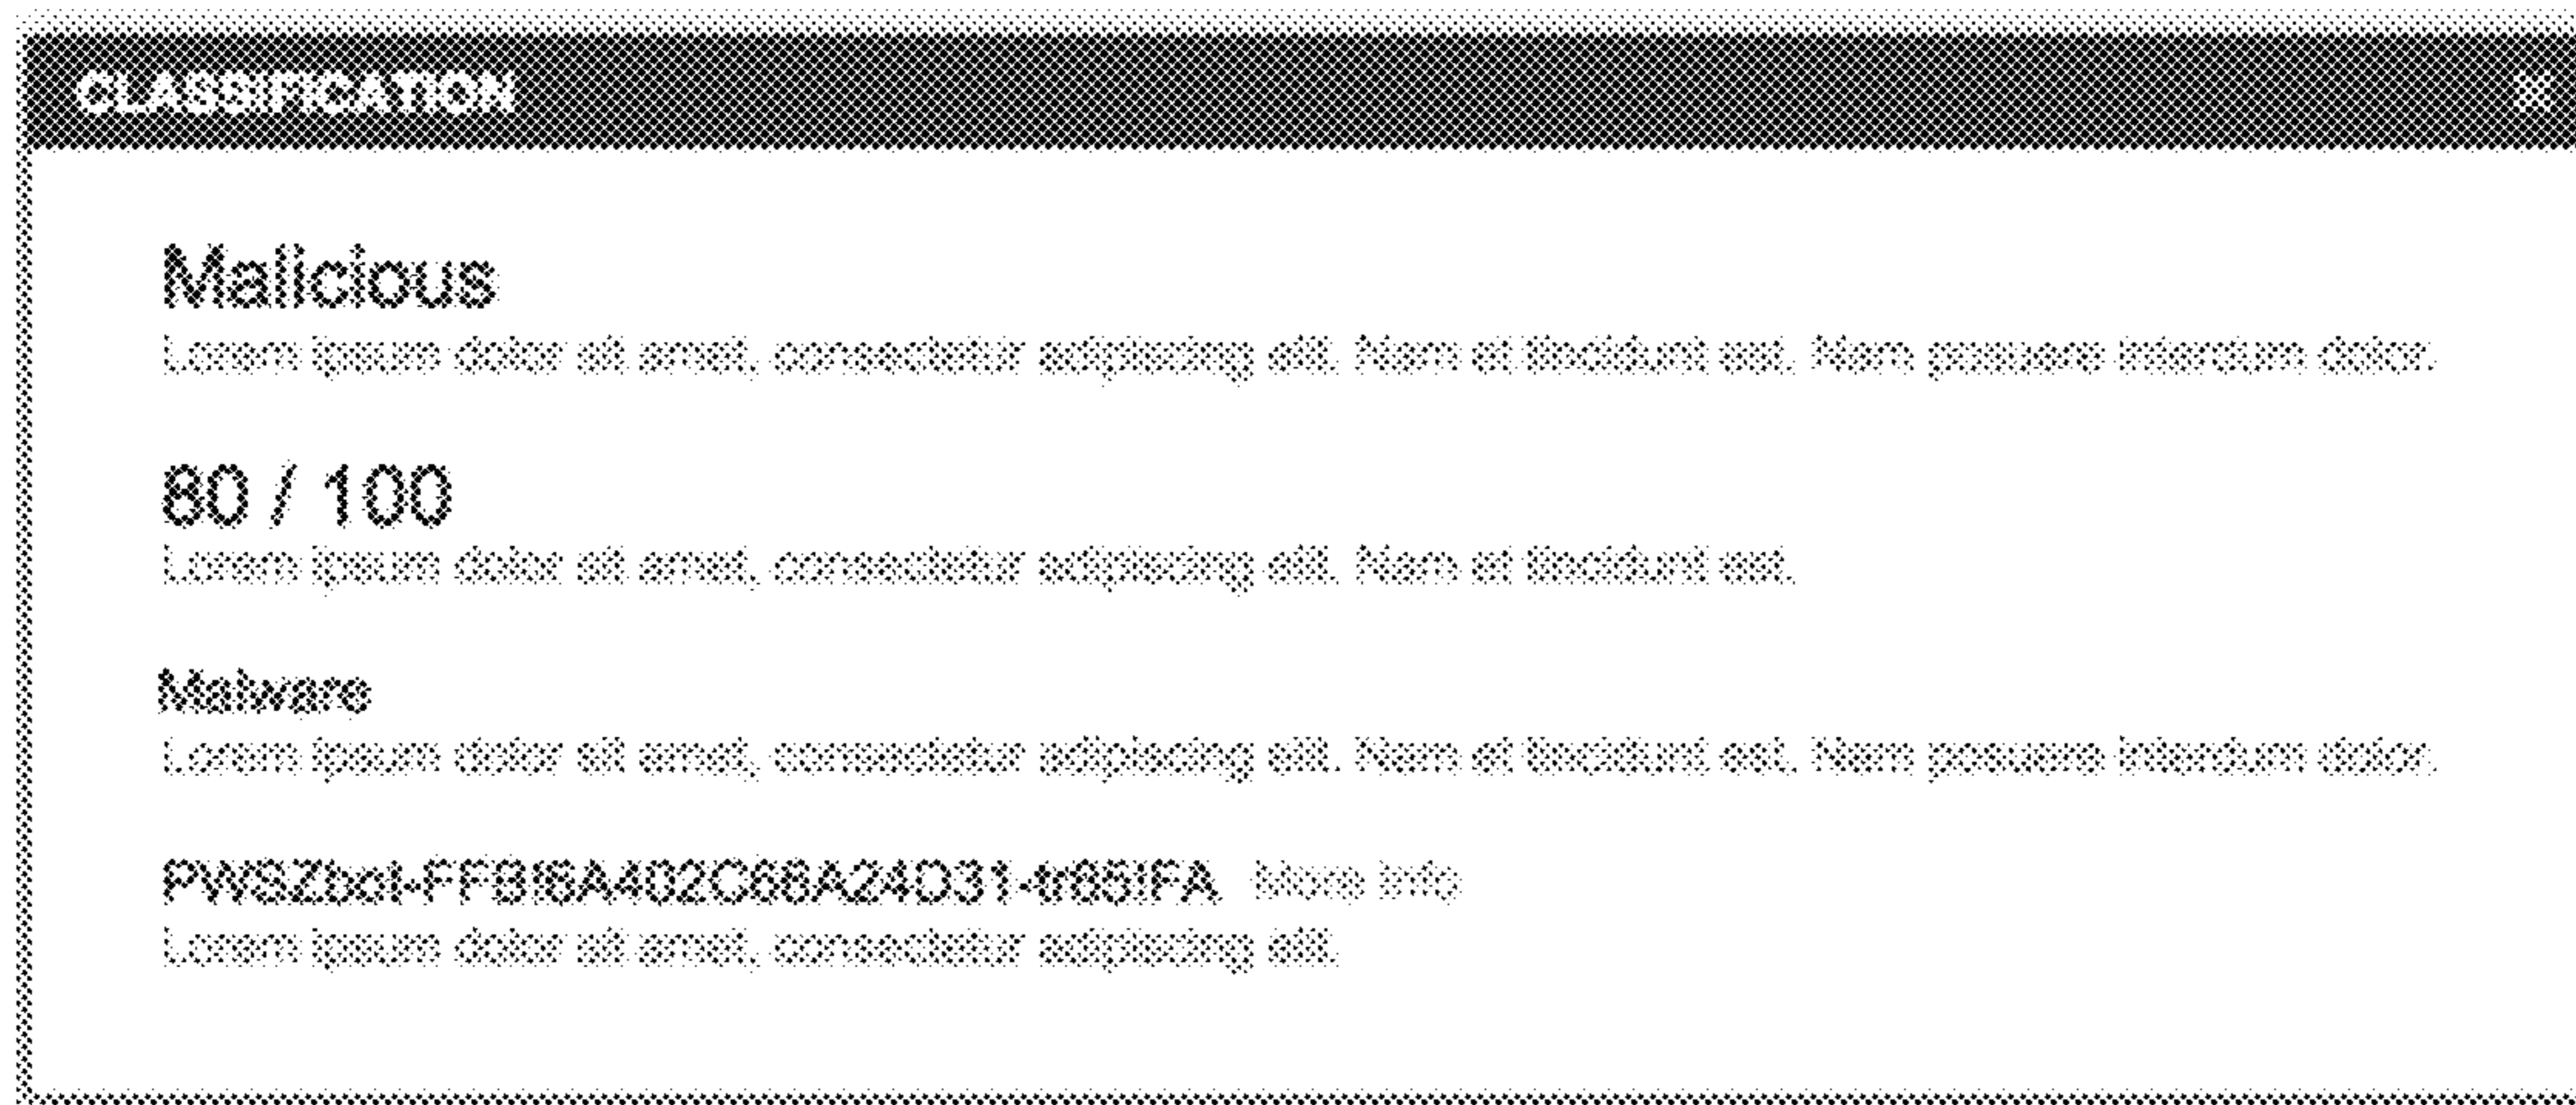 CLASSIFICATION
Malicious
Lorem ipsum dolor sit amet, consectetur adipiscing elit. Nam et tincidunt est. Nam posuere interdum dolor.
80 / 100
Lorem ipsum dolor sit amet, consectetur adipiscing elit. Nam et tincidunt est.
Malware
Lorem ipsum dolor sit amet, consectetur adipiscing elit. Nam et tincidunt est. Nam posuere interdum dolor.
More Info
Lorem ipsum dolor sit amet, consectetur adipiscing elit.